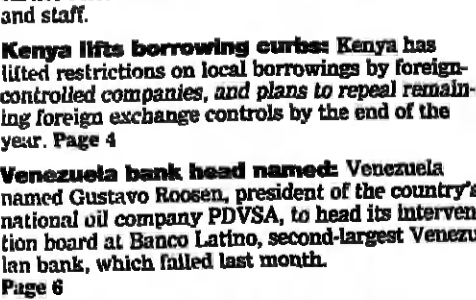 and staff.
Kenya lifts borrowing curbs: Kenya has
lifted restrictions on local borrowings by foreign-
controlled companies, and plans to repeal remain-
ing foreign exchange controls by the end of the
year. Page 4
Venezuela bank head named: Venezuela
named Gustavo Roosen, president of the country's
national oil company PDVSA, to head its interven
tion board at Banco Latino, second-largest Venezu
lan bank, which failed last month.
Page 6